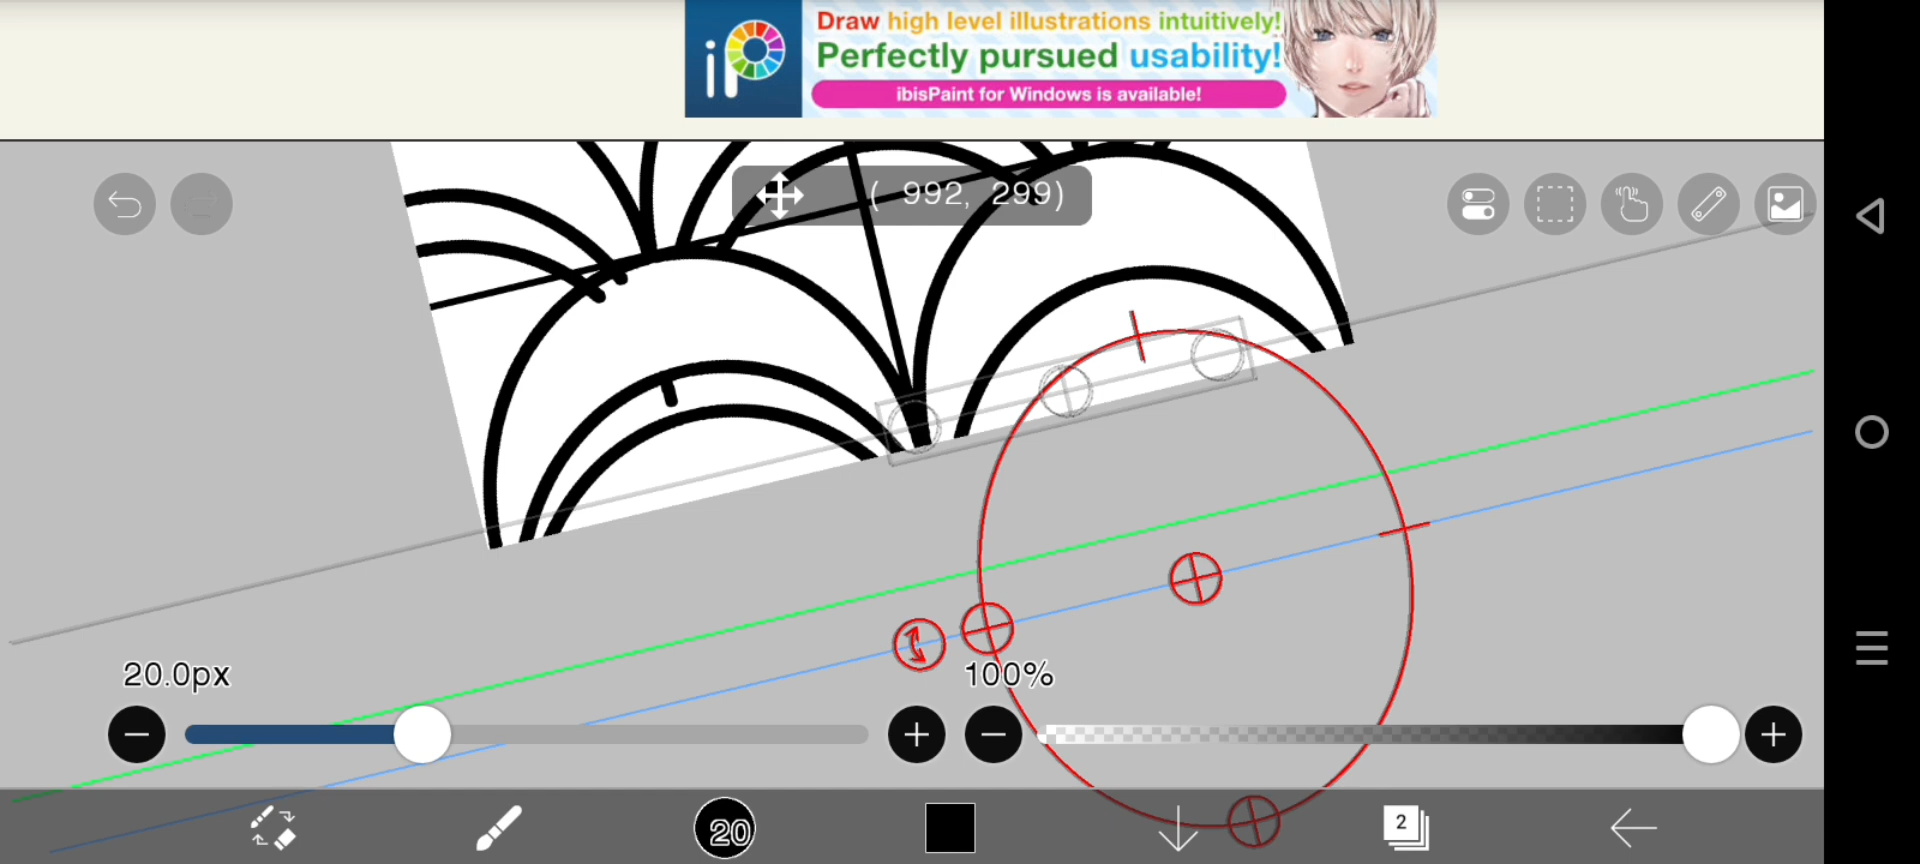 iP
Draw high level illustrations intuitively!
Perfectly pursued usability!
ibisPaint for Windows is available!
( 992, 299)
20.0px
100%
20
2